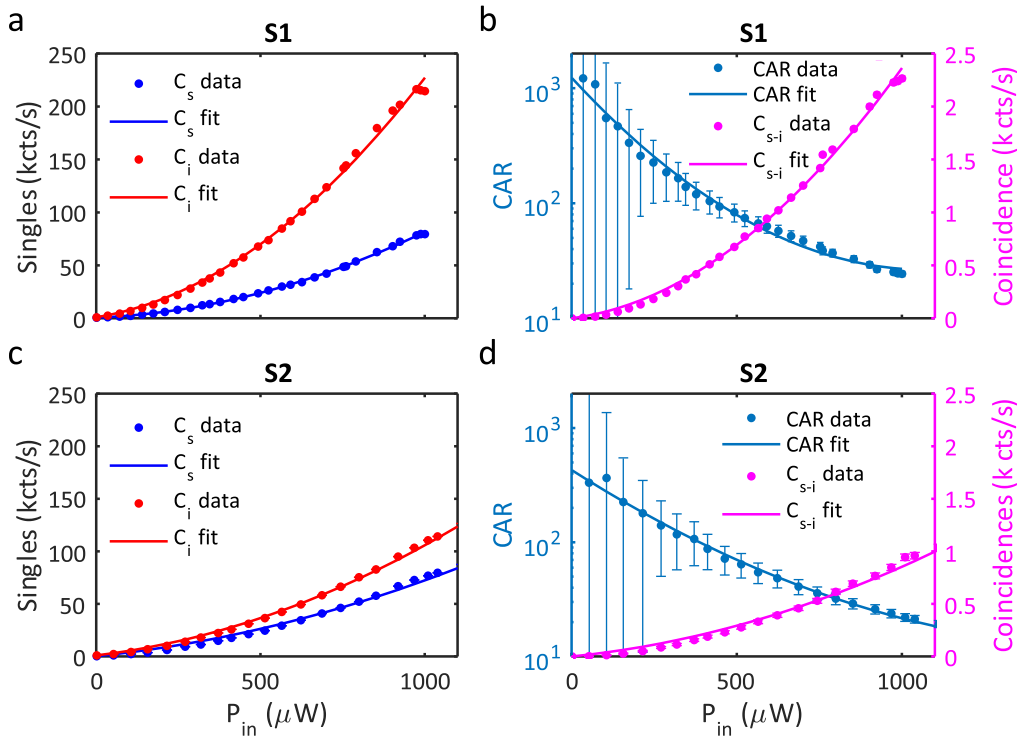 a
S1
250
200
150
100
50
0
Singles (kcts/s)
C_s data
C_s fit
C_i data
C_i fit
b
S1
10^3
10^2
10^1
CAR
CAR data
CAR fit
C_s-i data
C_s-i fit
2.5
2
1.5
1
0.5
0
Coincidence (k cts/s)
c
S2
250
200
150
100
50
0
Singles (kcts/s)
C_s data
C_s fit
C_i data
C_i fit
0
500
1000
P_in (μW)
d
S2
10^3
10^2
10^1
CAR
CAR data
CAR fit
C_s-i data
C_s-i fit
2.5
2
1.5
1
0.5
0
Coincidences (k cts/s)
0
500
1000
P_in (μW)